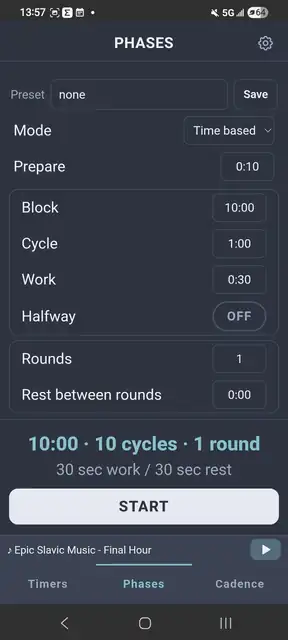 13:57
5G
64
PHASES
Preset none Save
Mode Time based
Prepare 0:10
Block 10:00
Cycle 1:00
Work 0:30
Halfway OFF
Rounds 1
Rest between rounds 0:00
10:00 · 10 cycles · 1 round
30 sec work / 30 sec rest
START
♪ Epic Slavic Music - Final Hour
Timers Phases Cadence